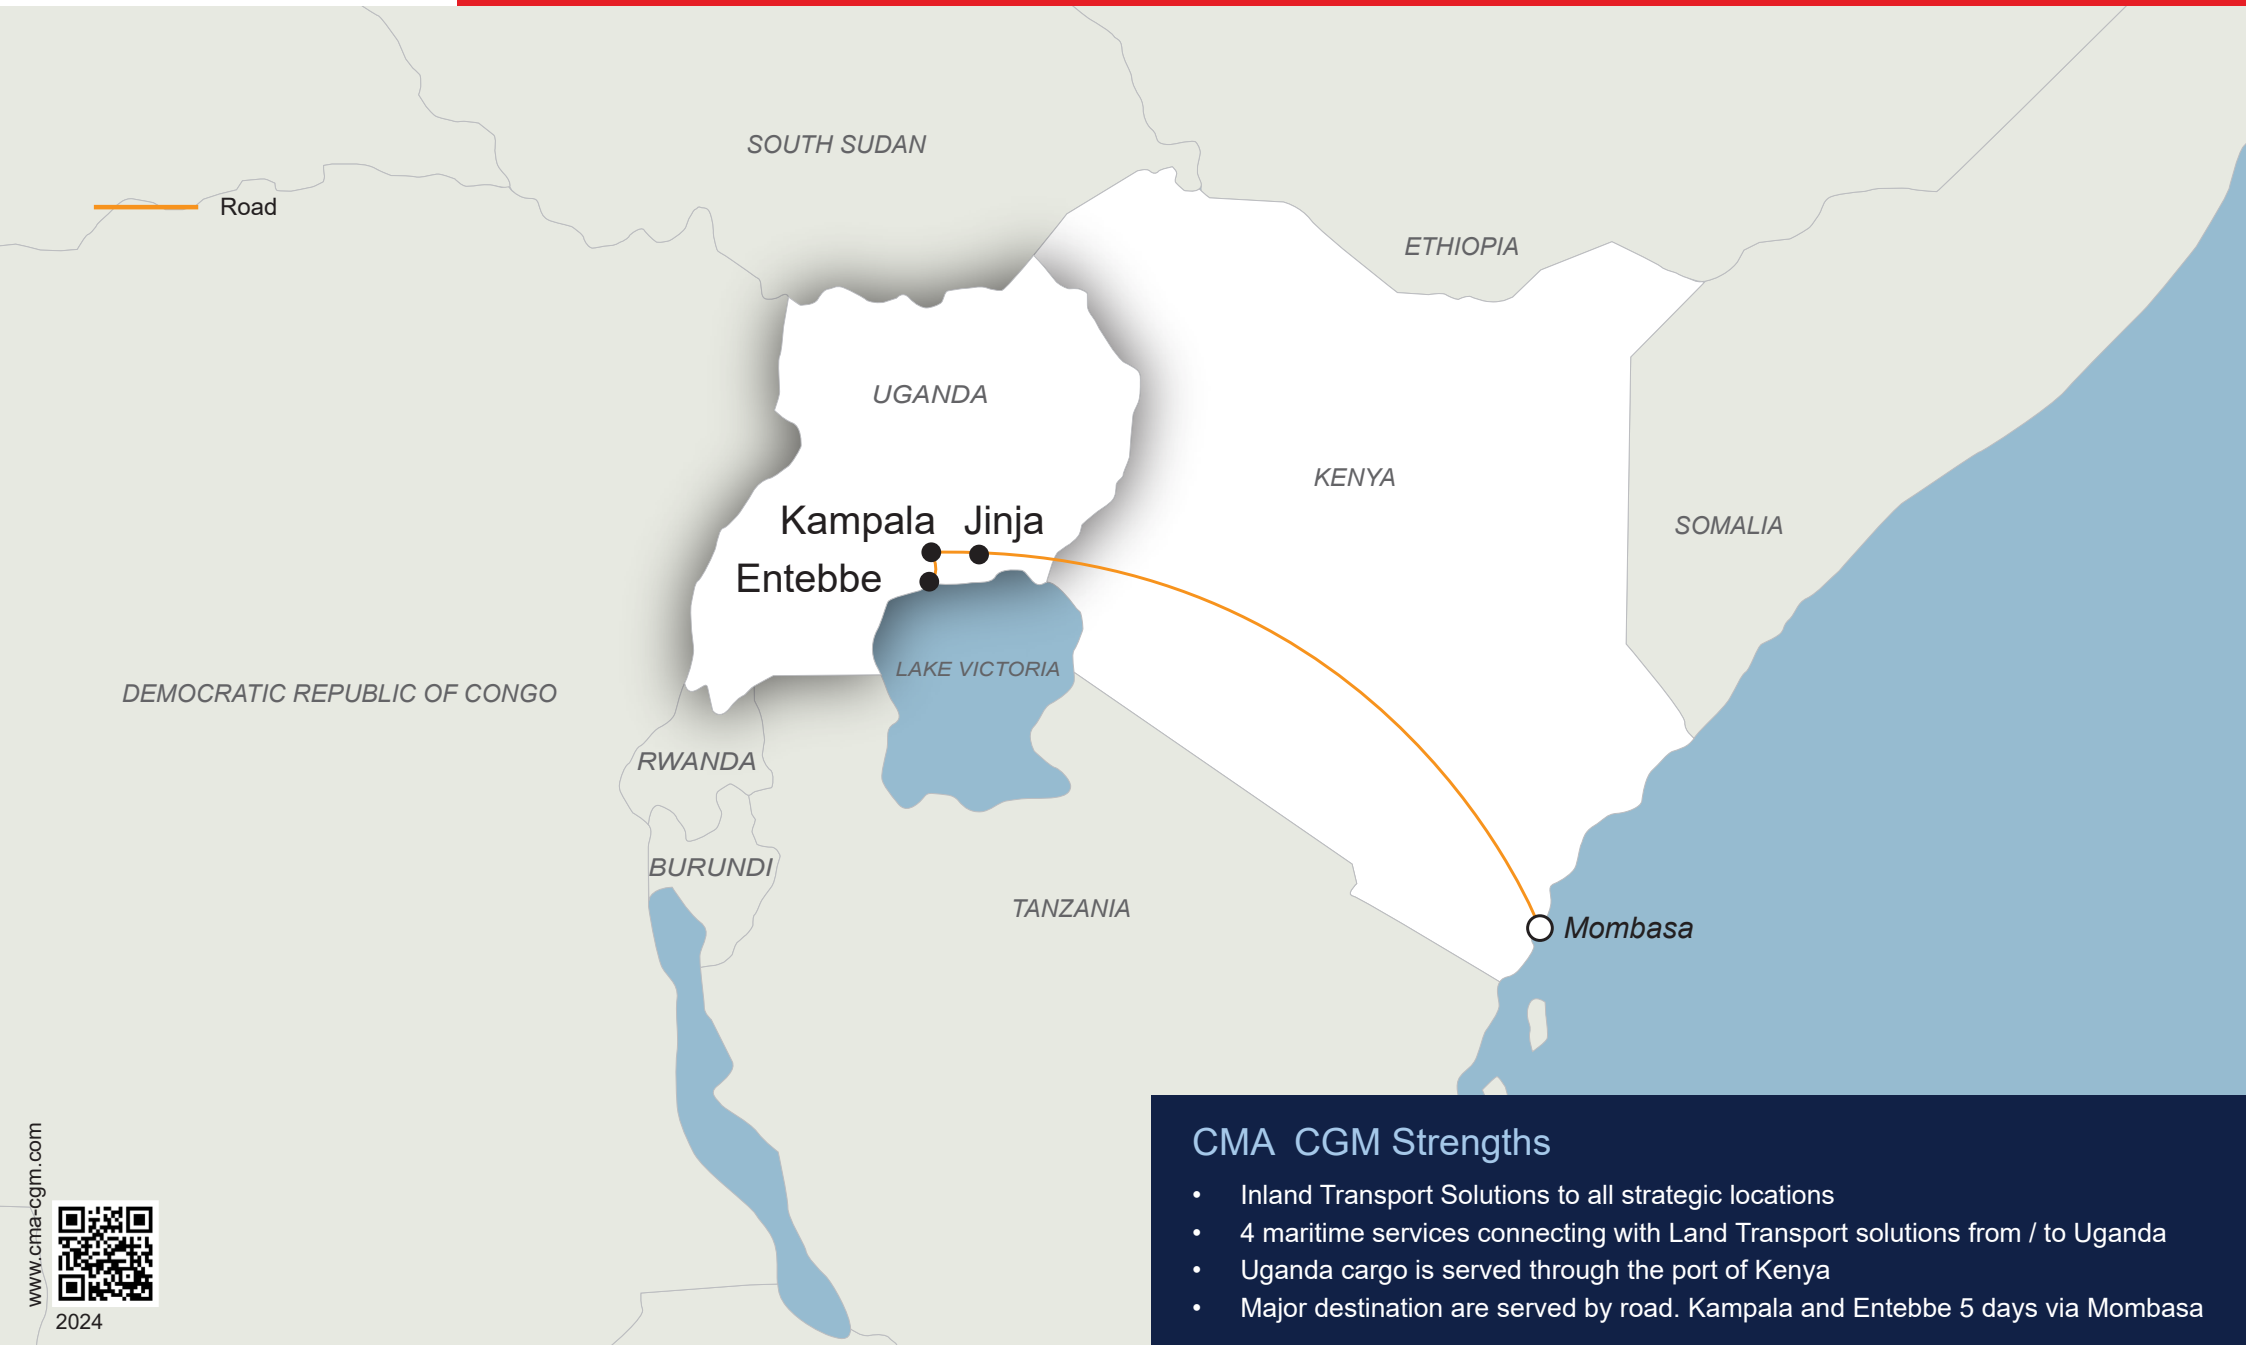 SOUTH SUDAN
Road
ETHIOPIA
UGANDA
KENYA
Kampala Jinja
SOMALIA
Entebbe
LAKE VICTORIA
DEMOCRATIC REPUBLIC OF CONGO
RWANDA
BURUNDI
TANZANIA
Mombasa
CMA CGM Strengths
• Inland Transport Solutions to all strategic locations
• 4 maritime services connecting with Land Transport solutions from / to Uganda
• Uganda cargo is served through the port of Kenya
• Major destination are served by road. Kampala and Entebbe 5 days via Mombasa
www.cma-cgm.com
2024